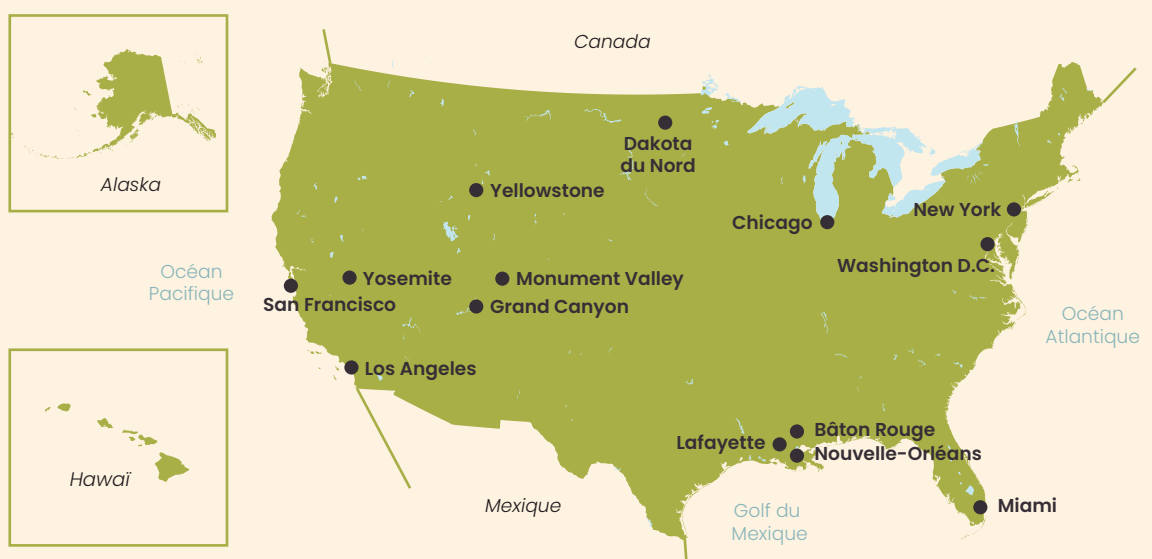 Canada
Alaska
Dakota
du Nord
Yellowstone
Chicago
New York
Washington D.C.
Océan
Pacifique
Yosemite
Monument Valley
San Francisco
Grand Canyon
Océan
Atlantique
Los Angeles
Hawaï
Lafayette
Bâton Rouge
Nouvelle-Orléans
Mexique
Golf du
Mexique
Miami